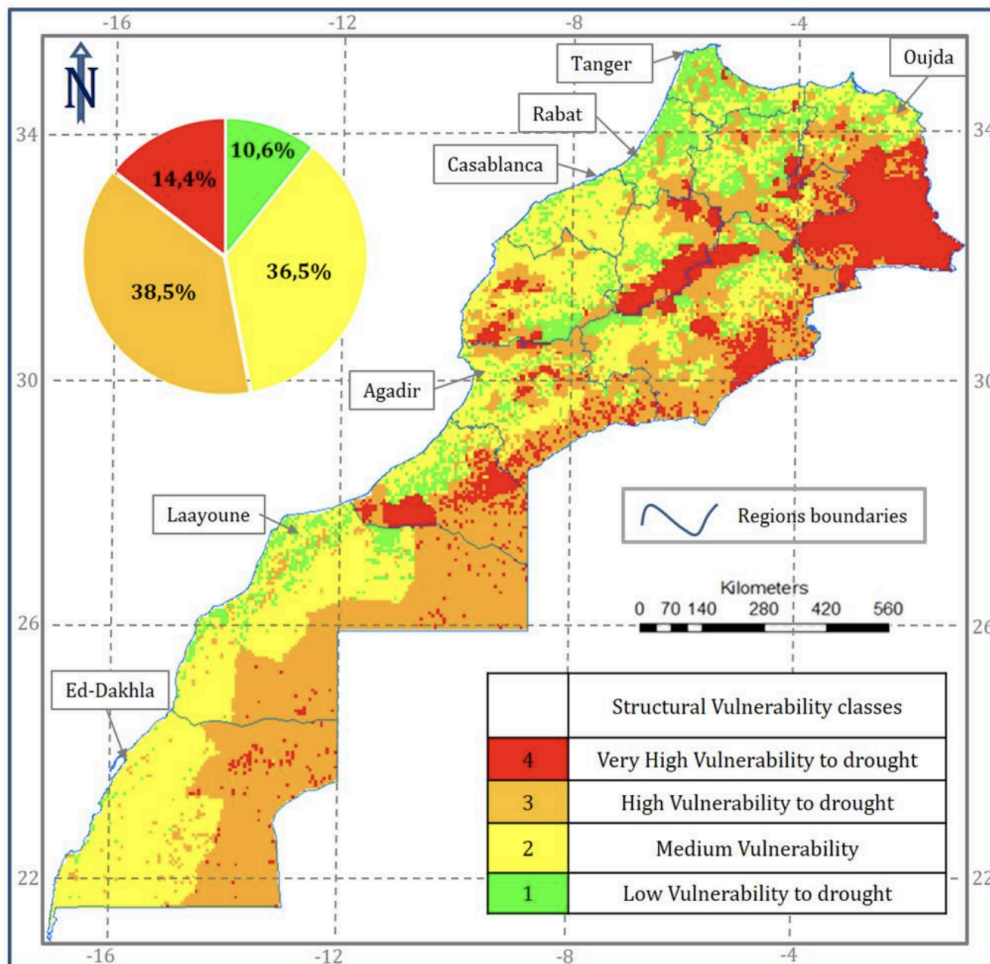 -16
-12
-8
-4
N
Tanger
Oujda
Rabat
34
Casablanca
10,6%
14,4%
36,5%
38,5%
30
30
Agadir
Laayoune
Regions boundaries
Kilometers
0 70 140 280 420 560
26
26
Ed-Dakhla
Structural Vulnerability classes
4 Very High Vulnerability to drought
3 High Vulnerability to drought
2 Medium Vulnerability
1 Low Vulnerability to drought
22
22
-16
-12
-8
-4